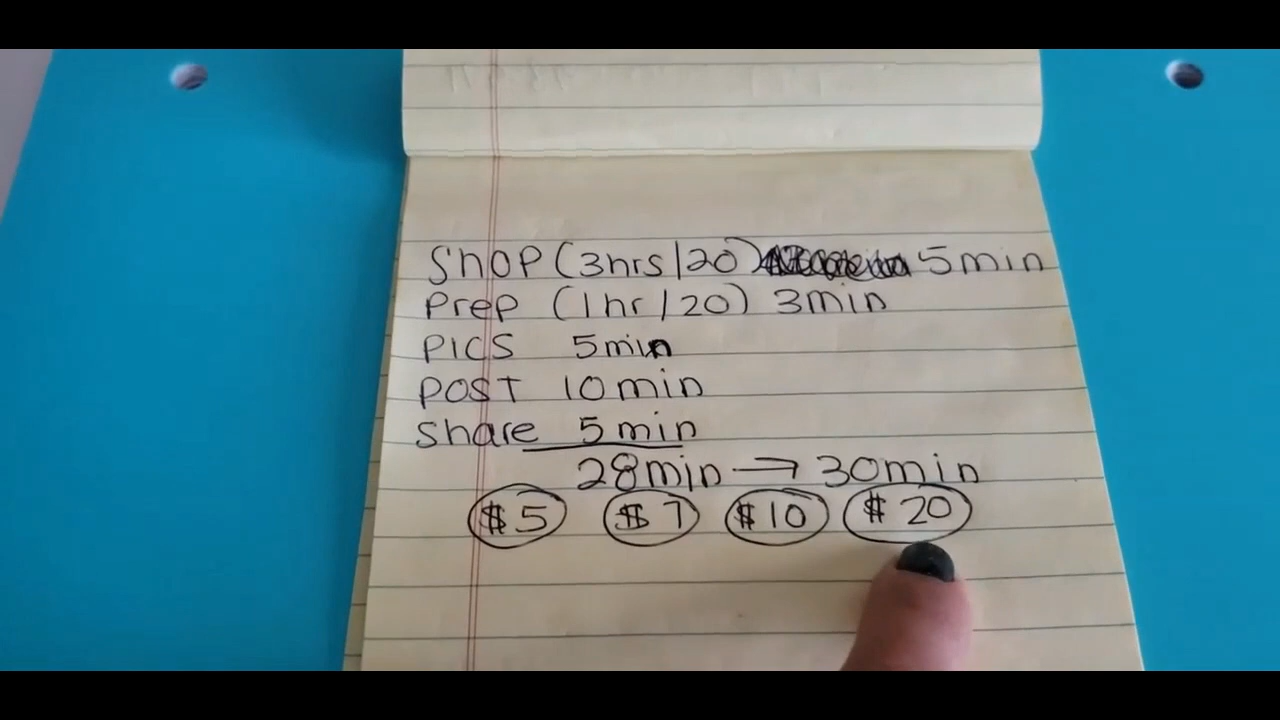 Shop (3hrs/20) 5min
Prep (1hr/20) 3min
PICS 5min
POST 10min
Share 5min
28min → 30min
$5 $7 $10 $20